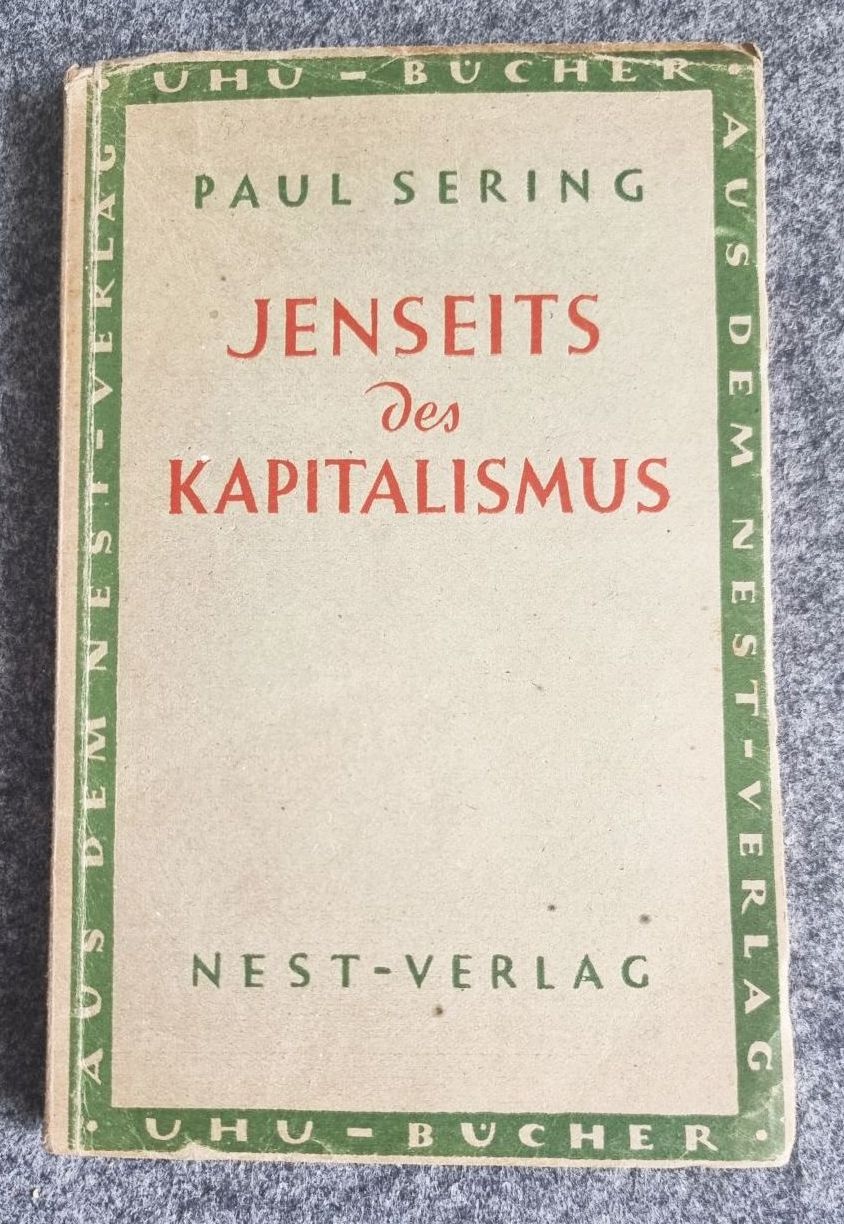 · UHU – BÜCHER ·
PAUL SERING
JENSEITS
des
KAPITALISMUS
NEST-VERLAG
· UHU – BÜCHER ·
AUS DEM NEST-VERLAG
AUS DEM NEST-VERLAG